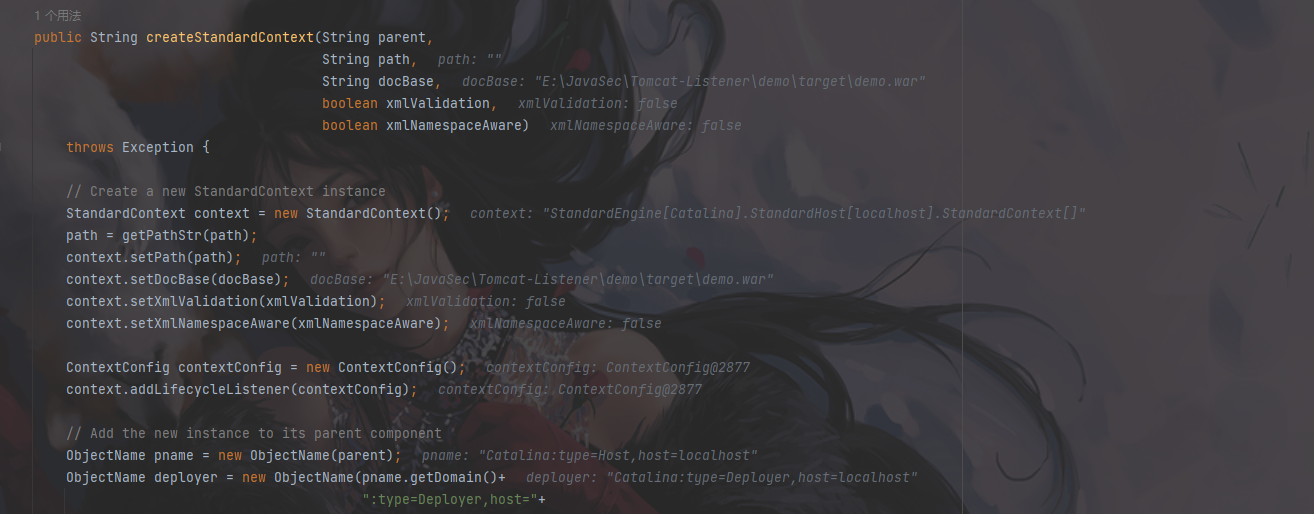 1 个用法
public String createStandardContext(String parent,
String path,   path: ""
String docBase,   docBase: "E:\JavaSec\Tomcat-Listener\demo\target\demo.war"
boolean xmlValidation,   xmlValidation: false
boolean xmlNamespaceAware)   xmlNamespaceAware: false
throws Exception {
// Create a new StandardContext instance
StandardContext context = new StandardContext();   context: "StandardEngine[Catalina].StandardHost[localhost].StandardContext[]"
path = getPathStr(path);
context.setPath(path);   path: ""
context.setDocBase(docBase);   docBase: "E:\JavaSec\Tomcat-Listener\demo\target\demo.war"
context.setXmlValidation(xmlValidation);   xmlValidation: false
context.setXmlNamespaceAware(xmlNamespaceAware);   xmlNamespaceAware: false
ContextConfig contextConfig = new ContextConfig();   contextConfig: ContextConfig@2877
context.addLifecycleListener(contextConfig);   contextConfig: ContextConfig@2877
// Add the new instance to its parent component
ObjectName pname = new ObjectName(parent);   pname: "Catalina:type=Host,host=localhost"
ObjectName deployer = new ObjectName(pname.getDomain()+   deployer: "Catalina:type=Deployer,host=localhost"
":type=Deployer,host="+